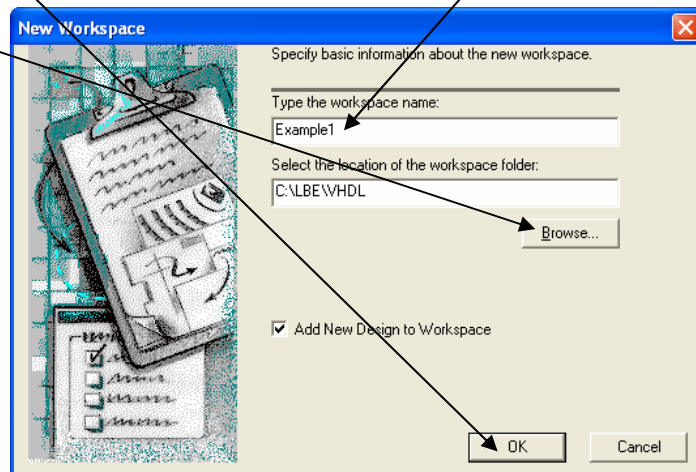 New Workspace
Specify basic information about the new workspace.
Type the workspace name:
Example1
Select the location of the workspace folder:
C:\LBE\VHDL
Browse...
Add New Design to Workspace
OK
Cancel